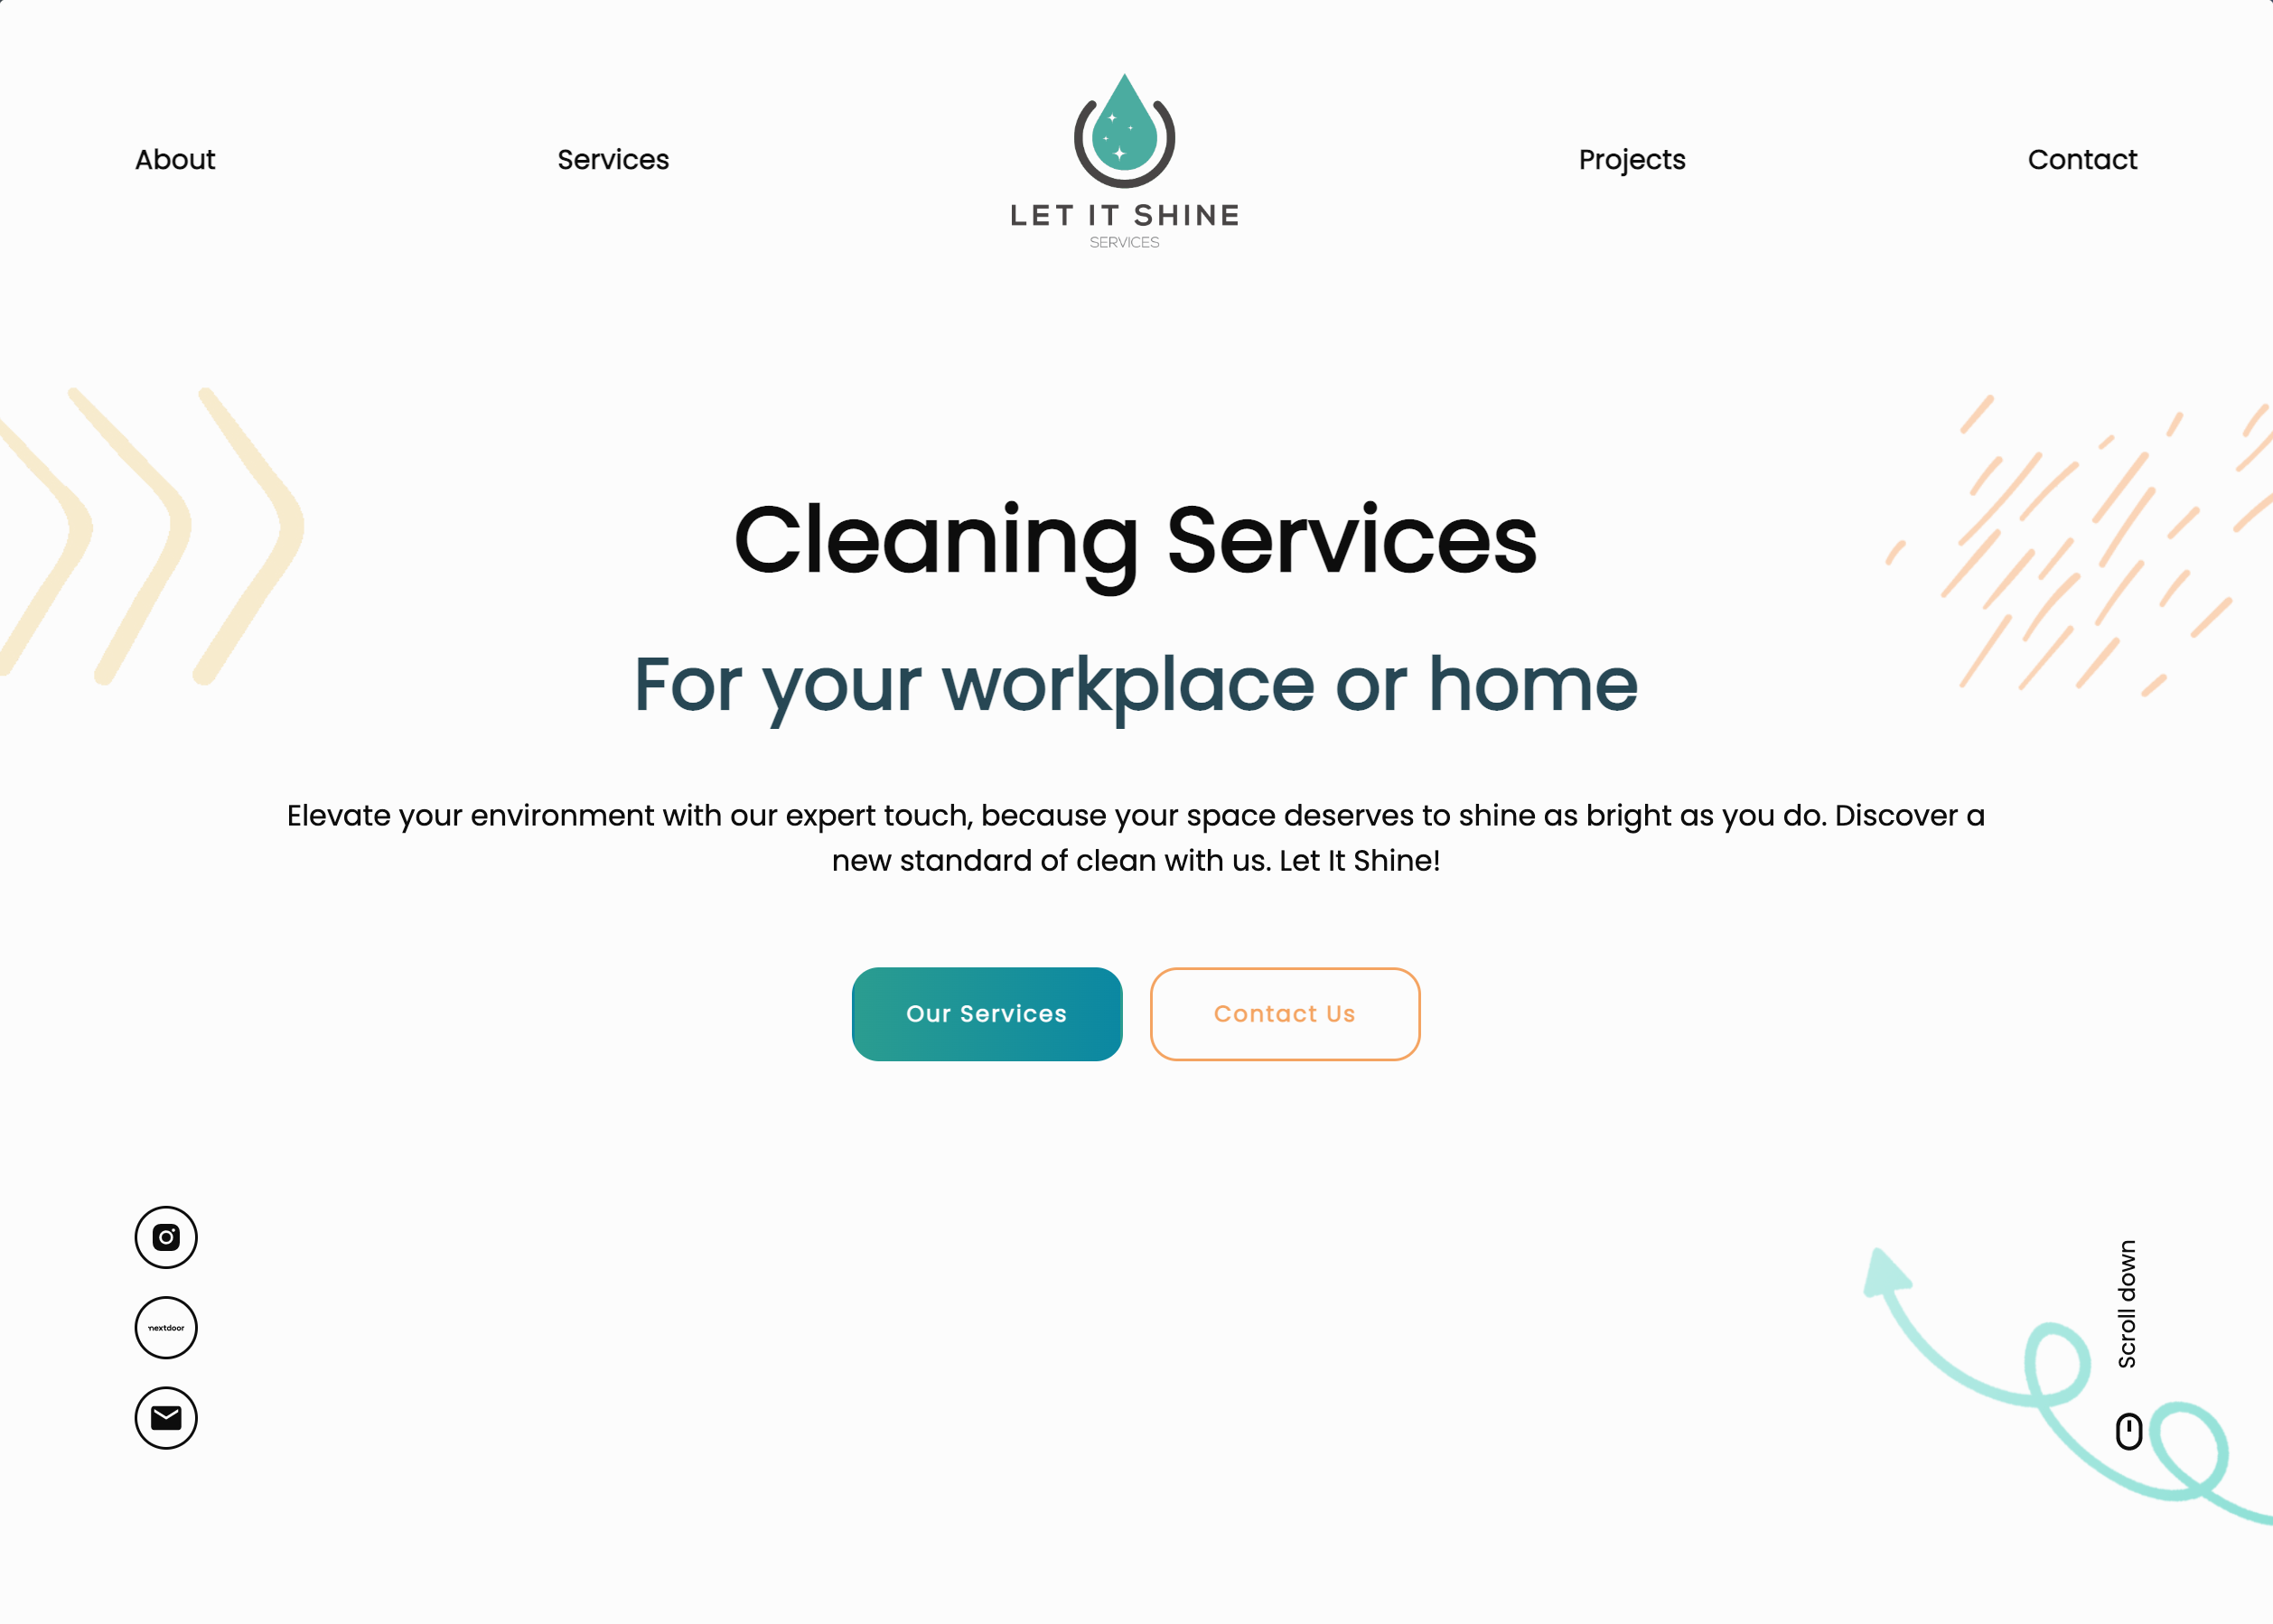 About
Services
LET IT SHINE
SERVICES
Projects
Contact
Cleaning Services
For your workplace or home
Elevate your environment with our expert touch, because your space deserves to shine as bright as you do. Discover a
new standard of clean with us. Let It Shine!
Our Services
Contact Us
nextdoor
Scroll down